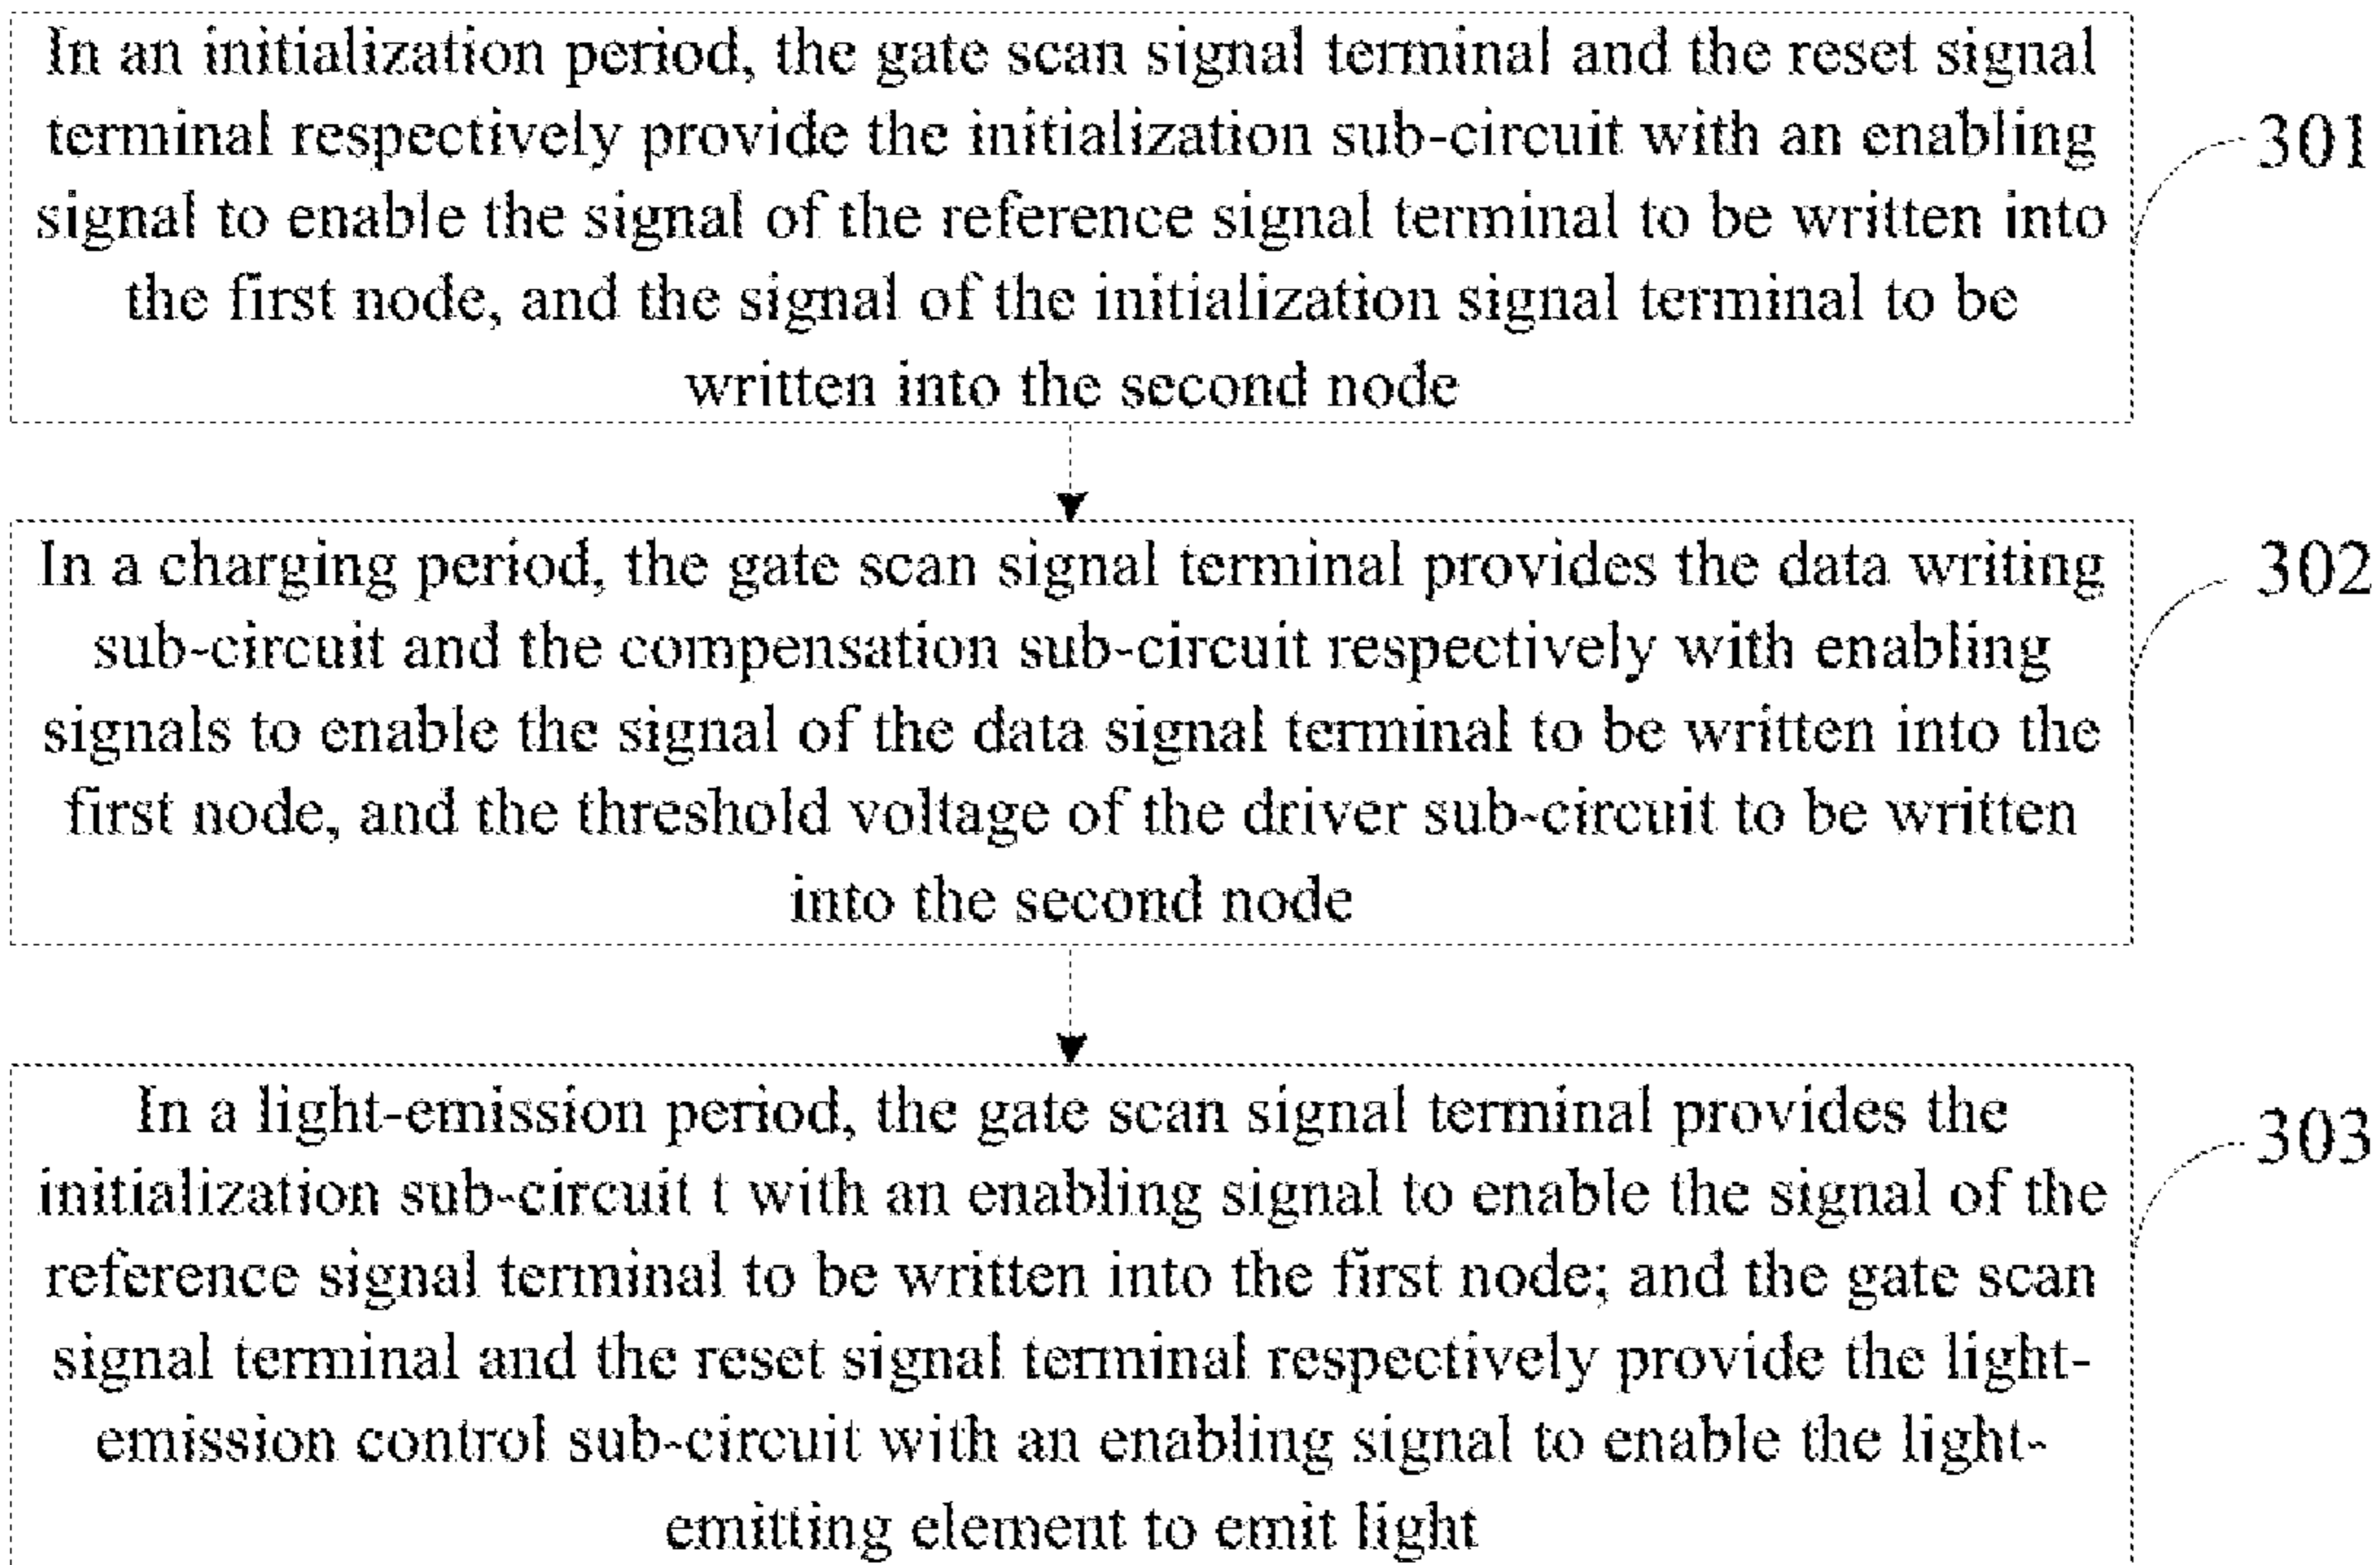 In an initialization period, the gate scan signal terminal and the reset signal
terminal respectively provide the initialization sub-circuit with an enabling
signal to enable the signal of the reference signal terminal to be written into
the first node, and the signal of the initialization signal terminal to be
written into the second node
301
In a charging period, the gate scan signal terminal provides the data writing
sub-circuit and the compensation sub-circuit respectively with enabling
signals to enable the signal of the data signal terminal to be written into the
first node, and the threshold voltage of the driver sub-circuit to be written
into the second node
302
In a light-emission period, the gate scan signal terminal provides the
initialization sub-circuit t with an enabling signal to enable the signal of the
reference signal terminal to be written into the first node; and the gate scan
signal terminal and the reset signal terminal respectively provide the light-
emission control sub-circuit with an enabling signal to enable the light-
emitting element to emit light
303